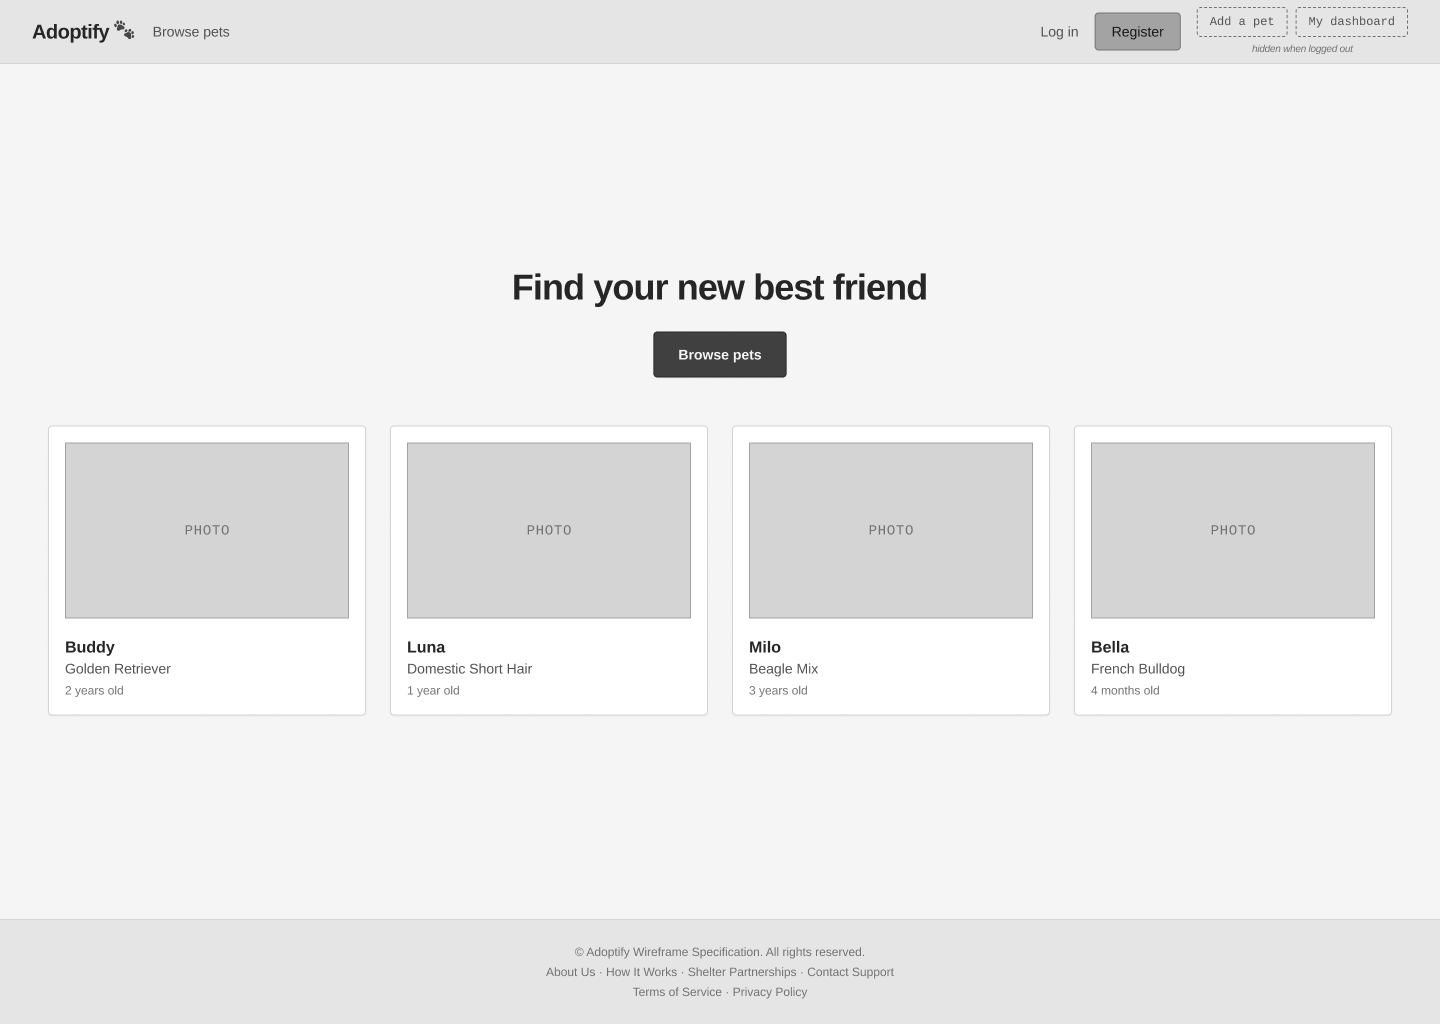 Adoptify Browse pets Log in Register Add a pet My dashboard
hidden when logged out
Find your new best friend
Browse pets
PHOTO PHOTO PHOTO PHOTO
Buddy Luna Milo Bella
Golden Retriever Domestic Short Hair Beagle Mix French Bulldog
2 years old 1 year old 3 years old 4 months old
© Adoptify Wireframe Specification. All rights reserved.
About Us · How It Works · Shelter Partnerships · Contact Support
Terms of Service · Privacy Policy